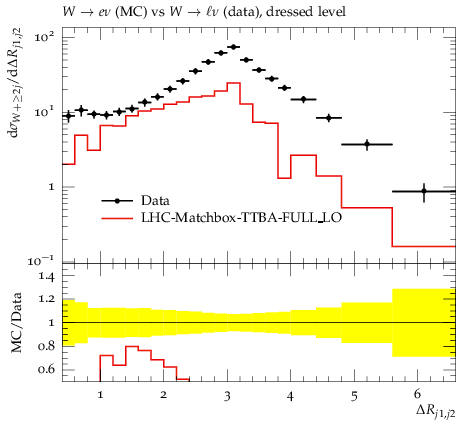 W → eν (MC) vs W → ℓν (data), dressed level
dσW+≥2j/dΔRj1,j2
10²
10¹
1
10⁻¹
Data
LHC-Matchbox-TTBA-FULL_LO
MC/Data
1.4
1.2
1
0.8
0.6
1 2 3 4 5 6
ΔRj1,j2